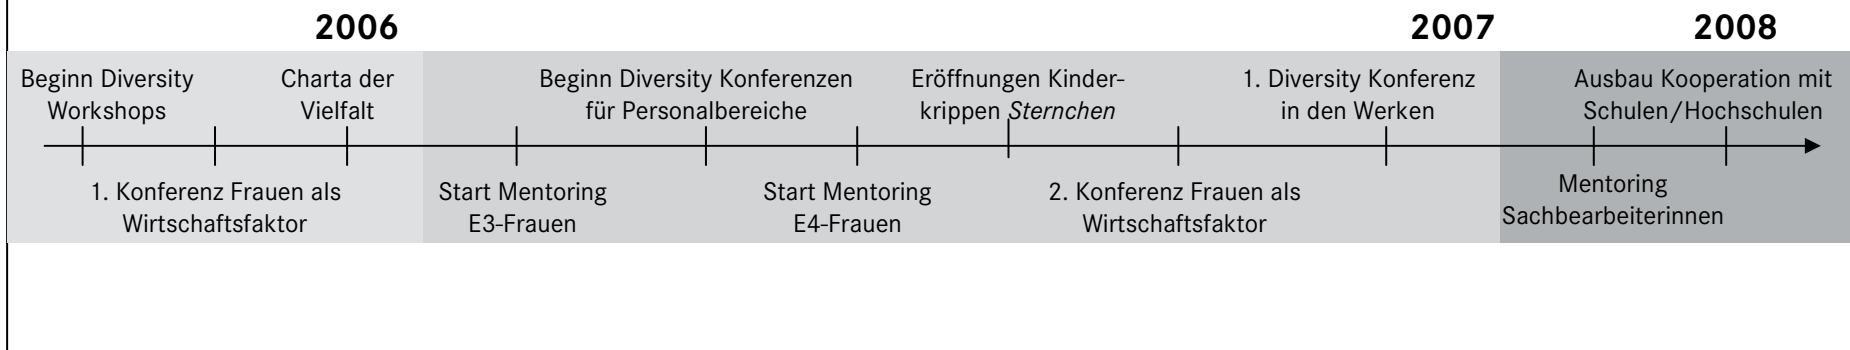 2006
2007
2008
Beginn Diversity
Workshops
Charta der
Vielfalt
Beginn Diversity Konferenzen
für Personalbereiche
Eröffnungen Kinder-
krippen Sternchen
1. Diversity Konferenz
in den Werken
Ausbau Kooperation mit
Schulen/Hochschulen
1. Konferenz Frauen als
Wirtschaftsfaktor
Start Mentoring
E3-Frauen
Start Mentoring
E4-Frauen
2. Konferenz Frauen als
Wirtschaftsfaktor
Mentoring
Sachbearbeiterinnen